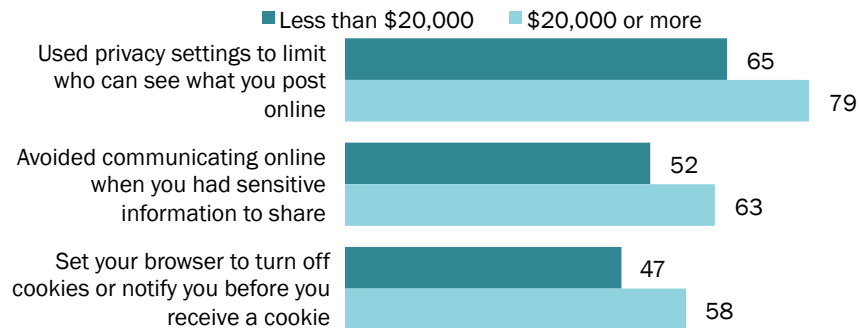 Less than $20,000 $20,000 or more
Used privacy settings to limit
who can see what you post
online
65
79
Avoided communicating online
when you had sensitive
information to share
52
63
Set your browser to turn off
cookies or notify you before you
receive a cookie
47
58